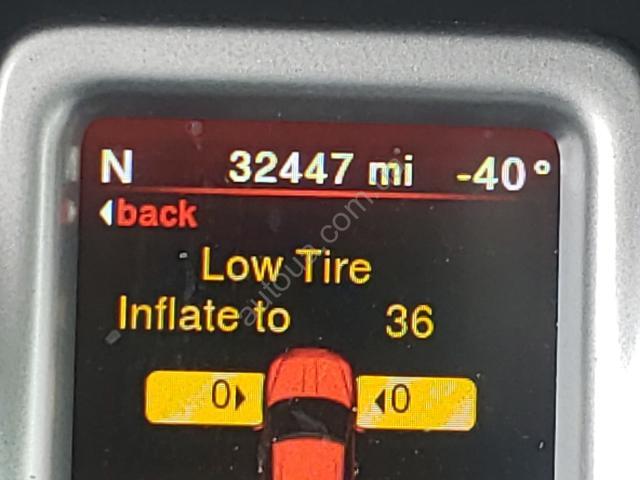 N 32447 mi -40°
back
Low Tire
Inflate to 36
0 0